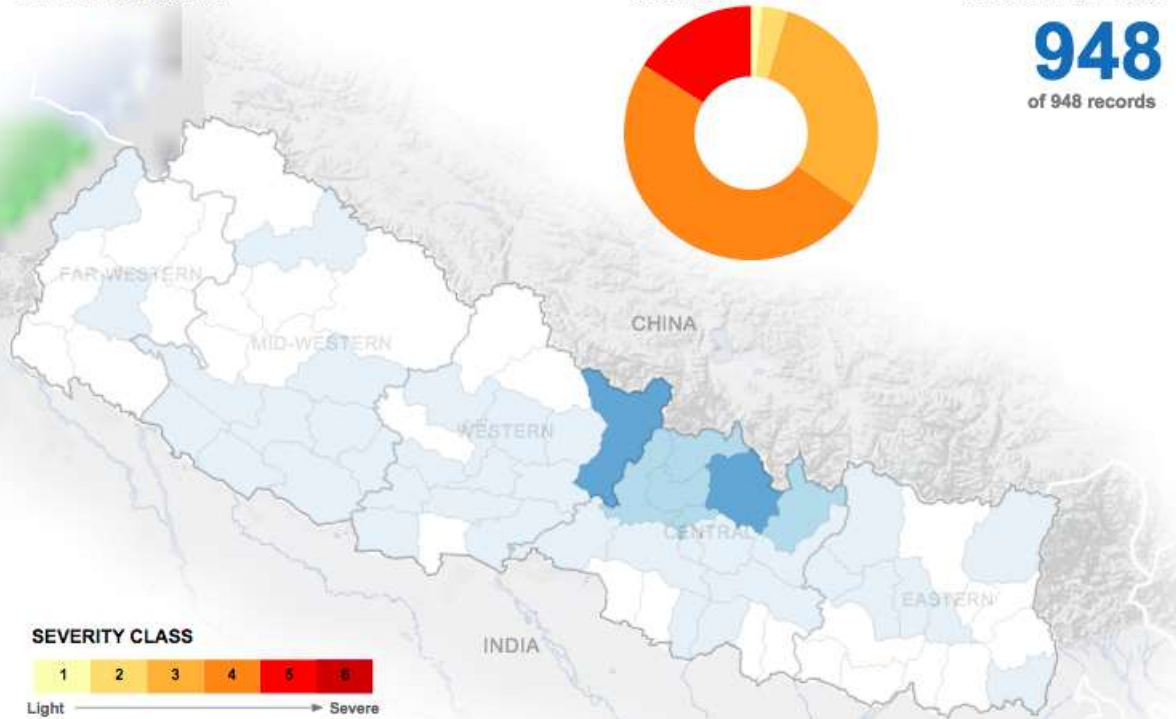 948
of 948 records
FAR-WESTERN
CHINA
MID-WESTERN
WESTERN
CENTRAL
EASTERN
INDIA
SEVERITY CLASS
1 2 3 4 5 6
Light Severe